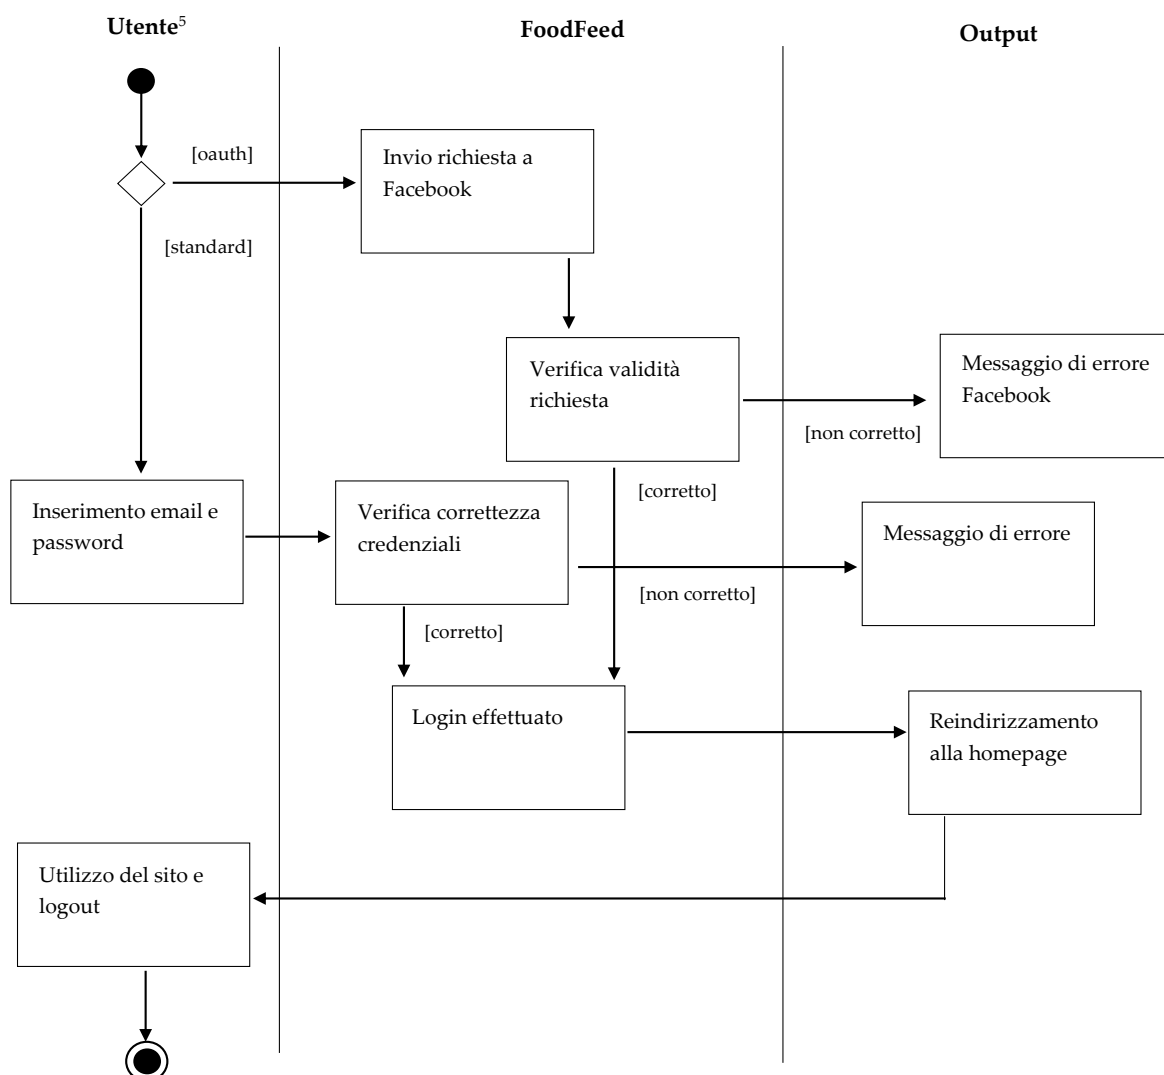 Utente⁵
FoodFeed
Output
[oauth]
Invio richiesta a
Facebook
[standard]
Verifica validità
richiesta
Messaggio di errore
Facebook
[non corretto]
[corretto]
Inserimento email e
password
Verifica correttezza
credenziali
Messaggio di errore
[non corretto]
[corretto]
Login effettuato
Reindirizzamento
alla homepage
Utilizzo del sito e
logout